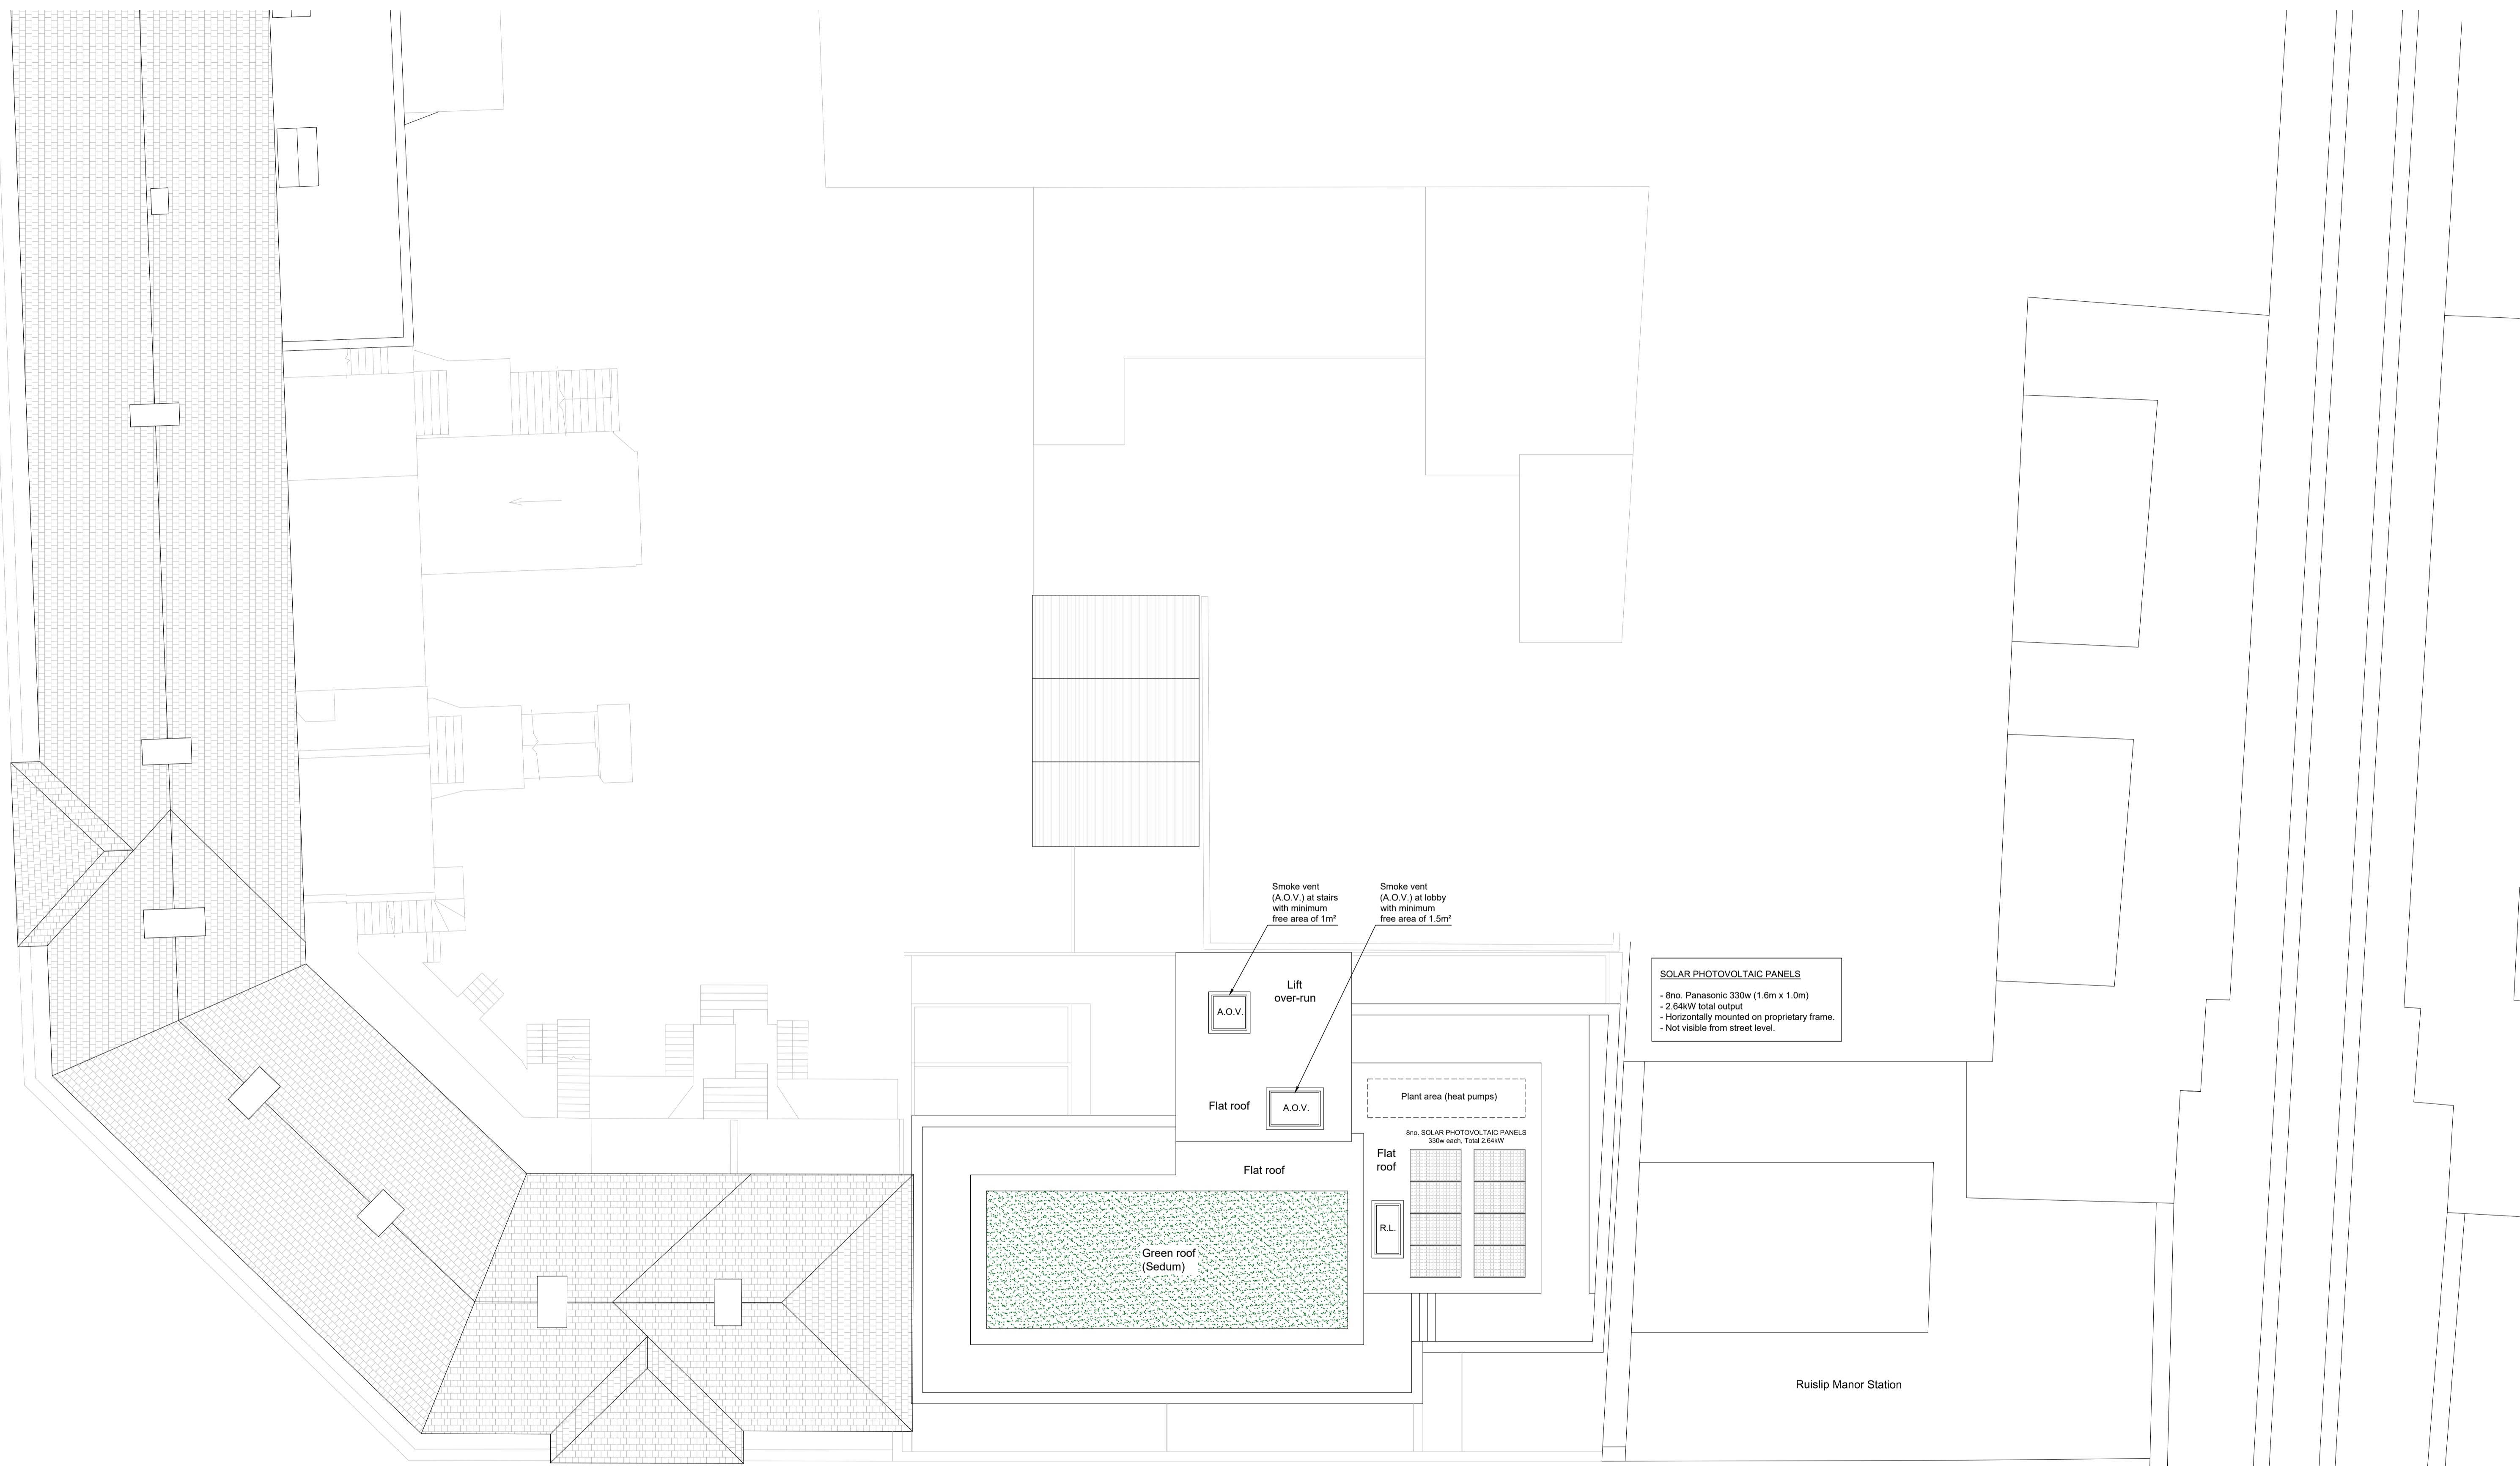 Smoke vent
(A.O.V.) at stairs
with minimum
free area of 1m²
Smoke vent
(A.O.V.) at lobby
with minimum
free area of 1.5m²
Lift
over-run
A.O.V.
SOLAR PHOTOVOLTAIC PANELS
- 8no. Panasonic 330w (1.6m x 1.0m)
- 2.64kW total output
- Horizontally mounted on proprietary frame.
- Not visible from street level.
Flat roof
A.O.V.
Plant area (heat pumps)
8no. SOLAR PHOTOVOLTAIC PANELS
330w each, Total 2.64kW
Flat
roof
Flat roof
R.L.
Green roof
(Sedum)
Ruislip Manor Station